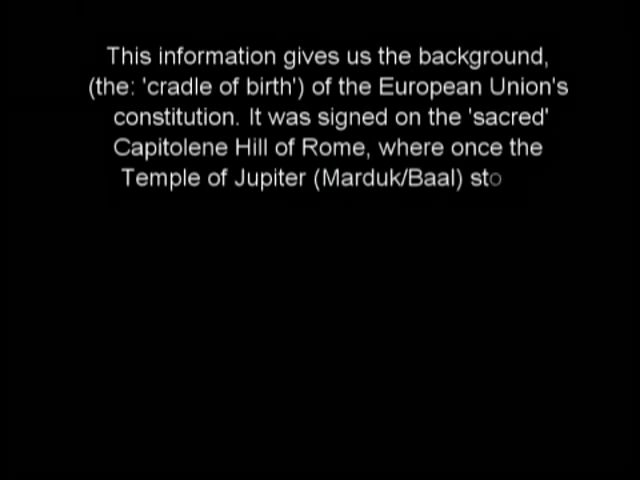 This information gives us the background,
(the: 'cradle of birth') of the European Union's
constitution. It was signed on the 'sacred'
Capitolene Hill of Rome, where once the
Temple of Jupiter (Marduk/Baal) sto